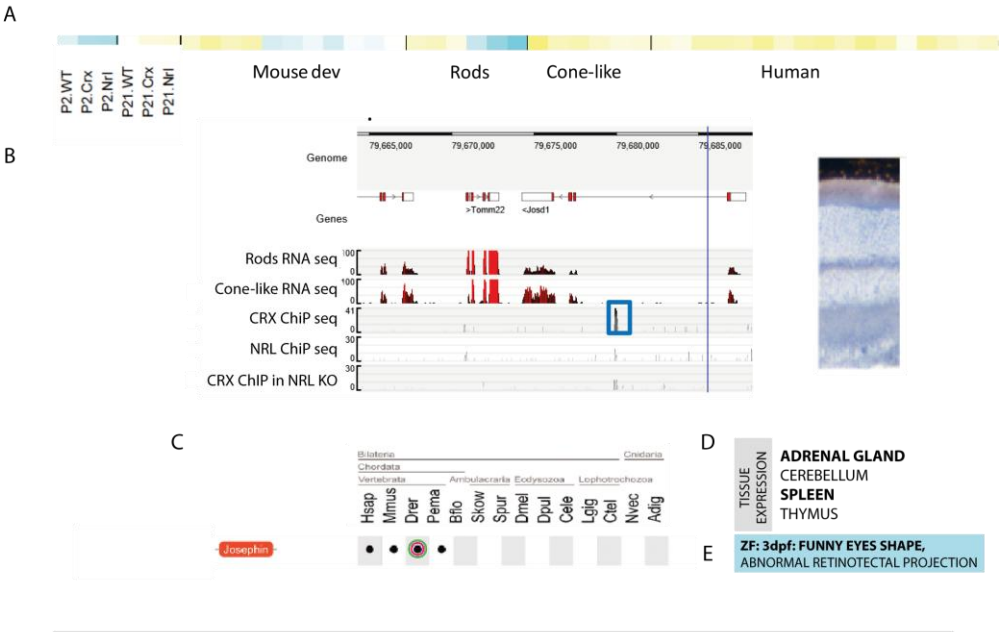 A
P2.WT
P2.Crx
P2.Nrl
P21.WT
P21.Crx
P21.Nrl
Mouse dev
Rods
Cone-like
Human
B
Genome
79,665,000 79,670,000 79,675,000 79,680,000 79,685,000
Genes
>Tomm22 <Josd1
Rods RNA seq 100 0
Cone-like RNA seq 100 0
CRX ChiP seq 41 0
NRL ChiP seq 30 0
CRX ChIP in NRL KO 30 0
C
Bilateria Cnidaria
Chordata
Vertebrata Ambulacraria Ecdysozoa Lophotrochozoa
Hsap
Mmus
Drer
Pema
Bflo
Skow
Spur
Dmel
Dpul
Cele
Lgig
Ctel
Nvec
Adig
Josephin
D
TISSUE
EXPRESSION
ADRENAL GLAND
CEREBELLUM
SPLEEN
THYMUS
E
ZF: 3dpf: FUNNY EYES SHAPE,
ABNORMAL RETINOTECTAL PROJECTION